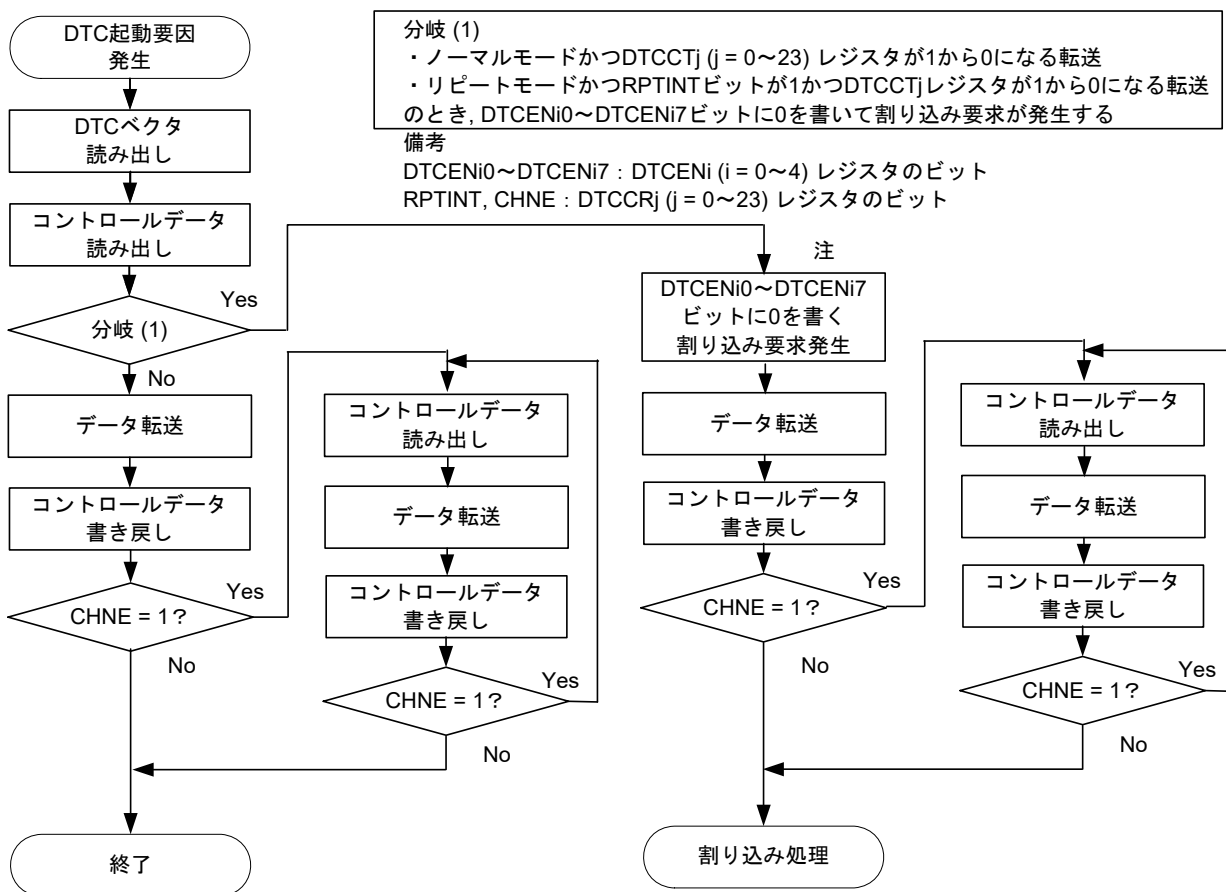 DTC起動要因
発生
分岐 (1)
・ノーマルモードかつDTCCTj (j = 0～23) レジスタが1から0になる転送
・リピートモードかつRPTINTビットが1かつDTCCTjレジスタが1から0になる転送
のとき, DTCENi0～DTCENi7ビットに0を書いて割り込み要求が発生する
備考
DTCENi0～DTCENi7：DTCENi (i = 0～4) レジスタのビット
RPTINT, CHNE：DTCCRj (j = 0～23) レジスタのビット
DTCベクタ
読み出し
コントロールデータ
読み出し
分岐 (1)
Yes
No
データ転送
コントロールデータ
書き戻し
CHNE = 1？
Yes
No
コントロールデータ
読み出し
データ転送
コントロールデータ
書き戻し
CHNE = 1？
Yes
No
終了
注
DTCENi0～DTCENi7
ビットに0を書く
割り込み要求発生
データ転送
コントロールデータ
書き戻し
CHNE = 1？
Yes
No
コントロールデータ
読み出し
データ転送
コントロールデータ
書き戻し
CHNE = 1？
Yes
No
割り込み処理